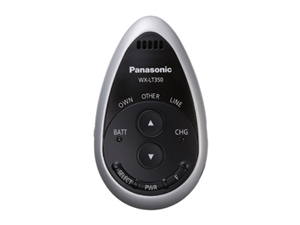 Panasonic
WX-LT350
OWN OTHER LINE
BATT CHG
SELECT PWR F